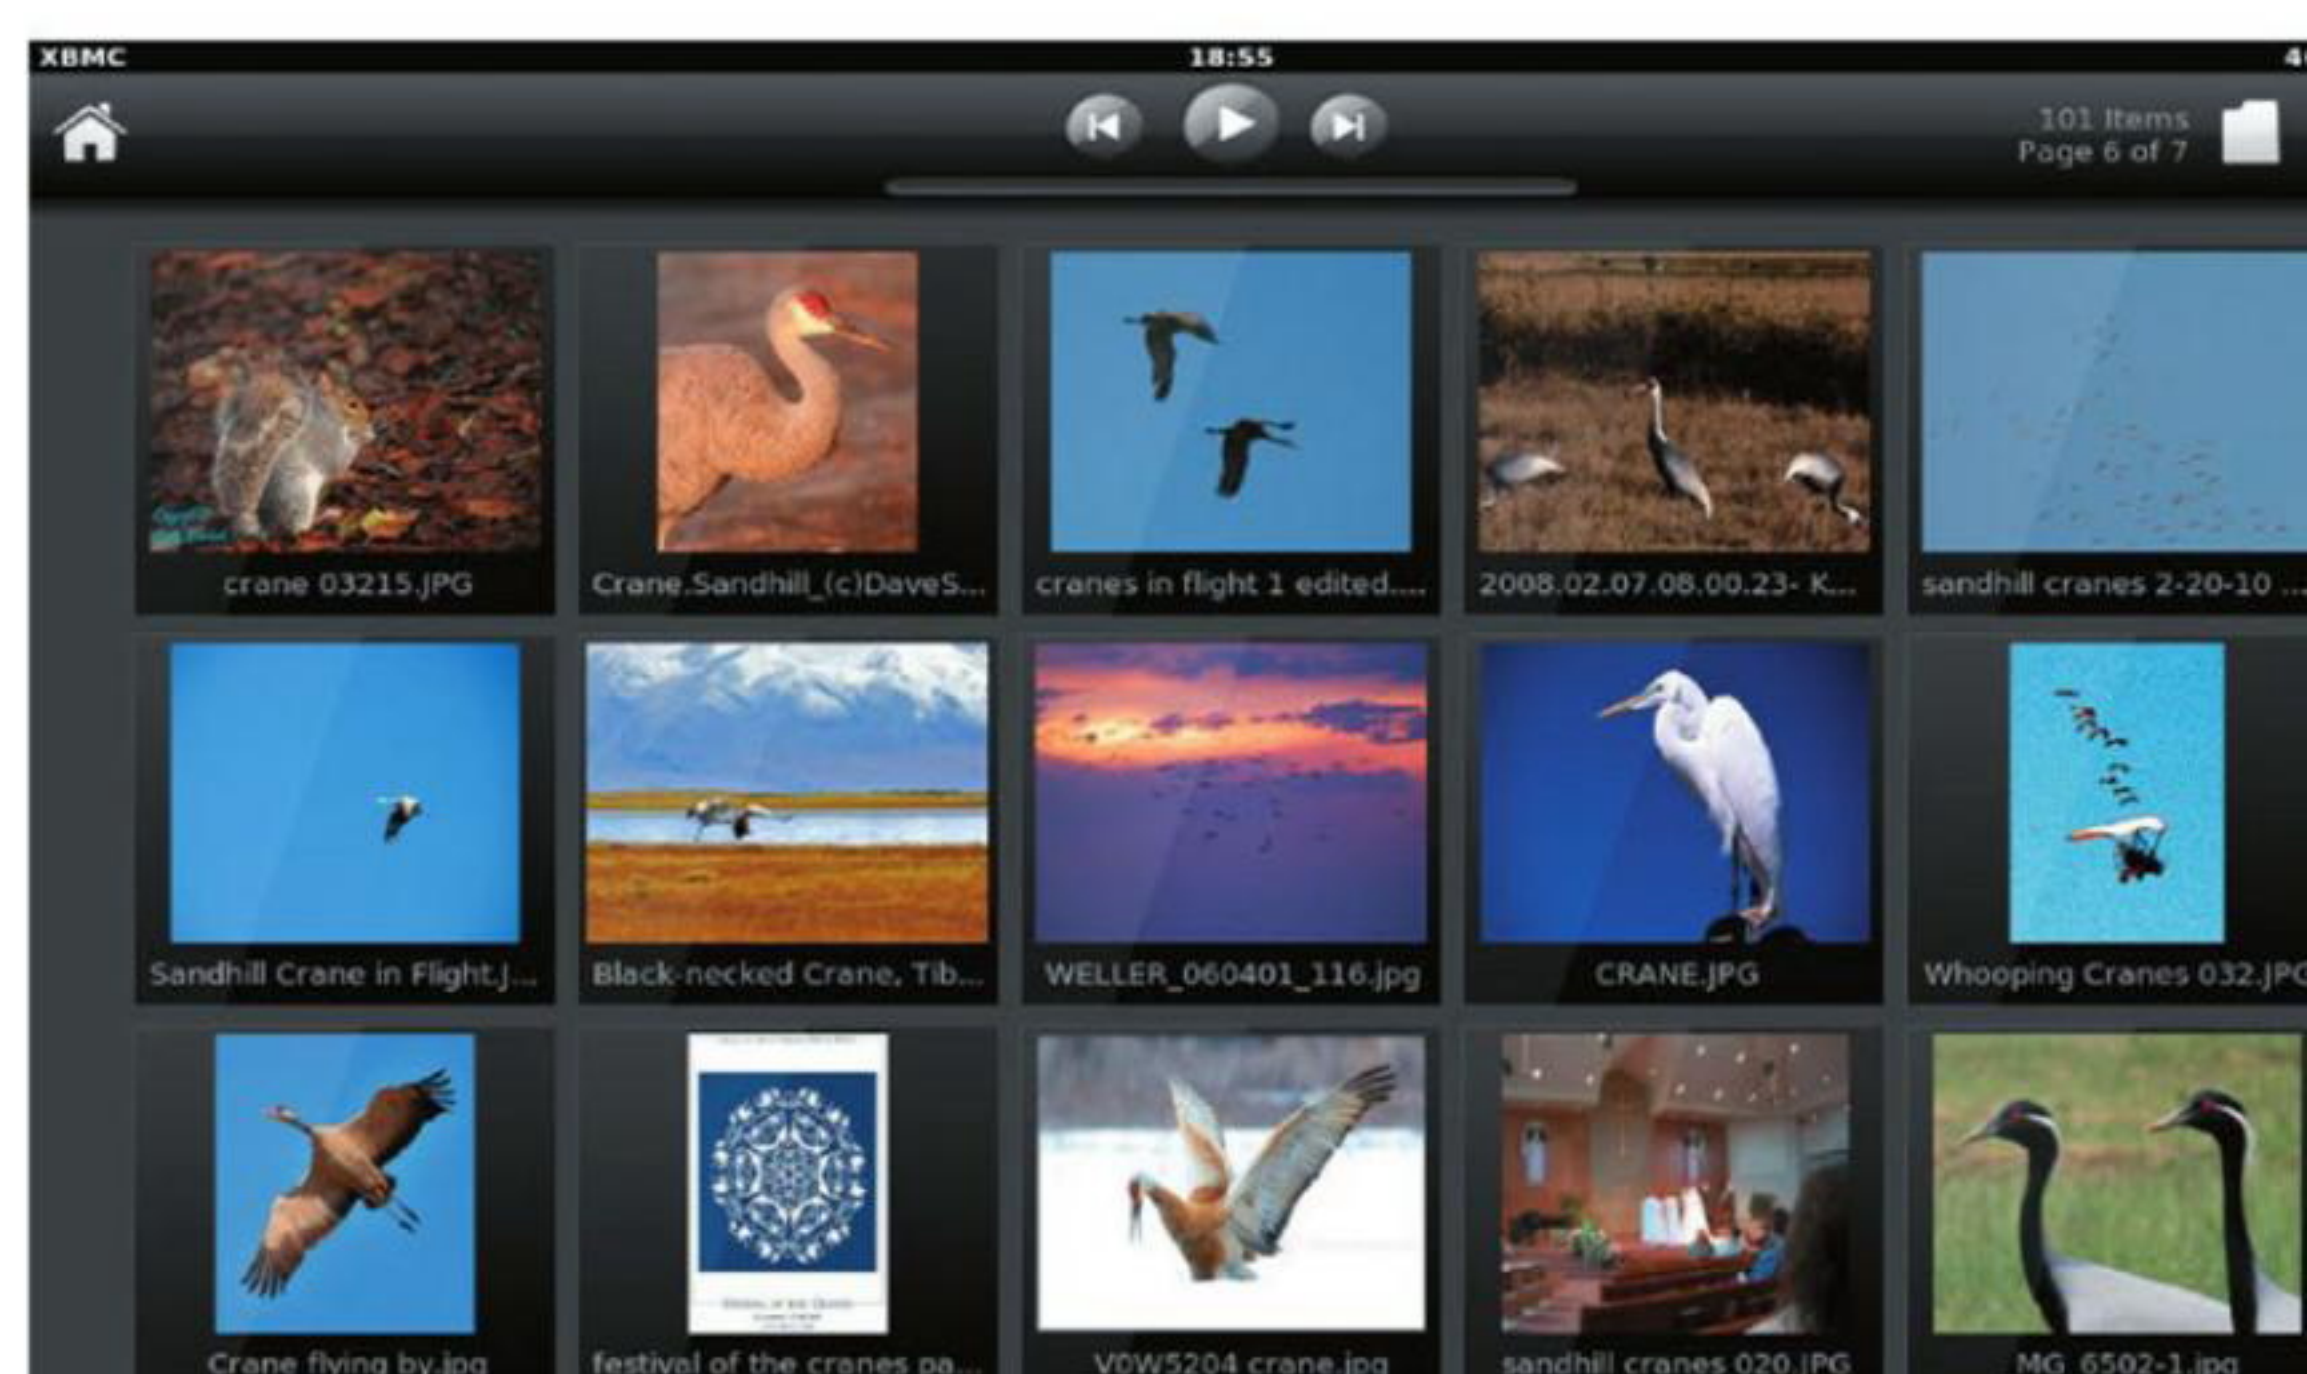 XBMC
18:55
101 Items
Page 6 of 7
crane 03215.JPG
Crane.Sandhill_(c)DaveS...
cranes in flight 1 edited....
2008.02.07.08.00.23- K...
sandhill cranes 2-20-10 ...
Sandhill Crane in Flight.J...
Black-necked Crane, Tib...
WELLER_060401_116.jpg
CRANE.JPG
Whooping Cranes 032.JPG
Crane flying by.jpg
festival of the cranes pa...
V0W5204 crane.jpg
sandhill cranes 020.JPG
MG_6502-1.jpg